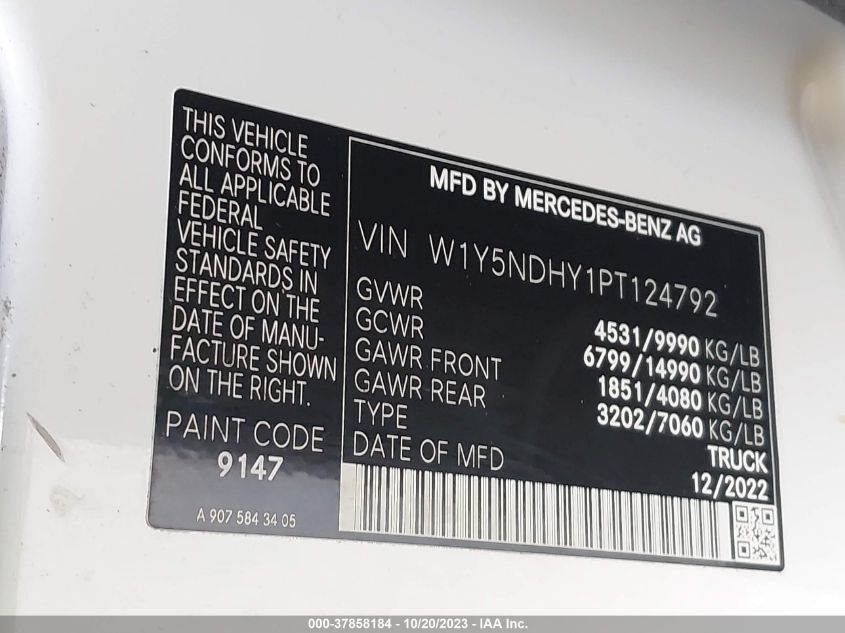 THIS VEHICLE
CONFORMS TO
ALL APPLICABLE
FEDERAL
VEHICLE SAFETY
STANDARDS IN
EFFECT ON THE
DATE OF MANU-
FACTURE SHOWN
ON THE RIGHT.
PAINT CODE
9147
A 907 584 34 05
MFD BY MERCEDES-BENZ AG
VIN W1Y5NDHY1PT124792
GVWR 4531/9990 KG/LB
GCWR 6799/14990 KG/LB
GAWR FRONT 1851/4080 KG/LB
GAWR REAR 3202/7060 KG/LB
TYPE TRUCK
DATE OF MFD 12/2022
000-37858184 - 10/20/2023 - IAA Inc.